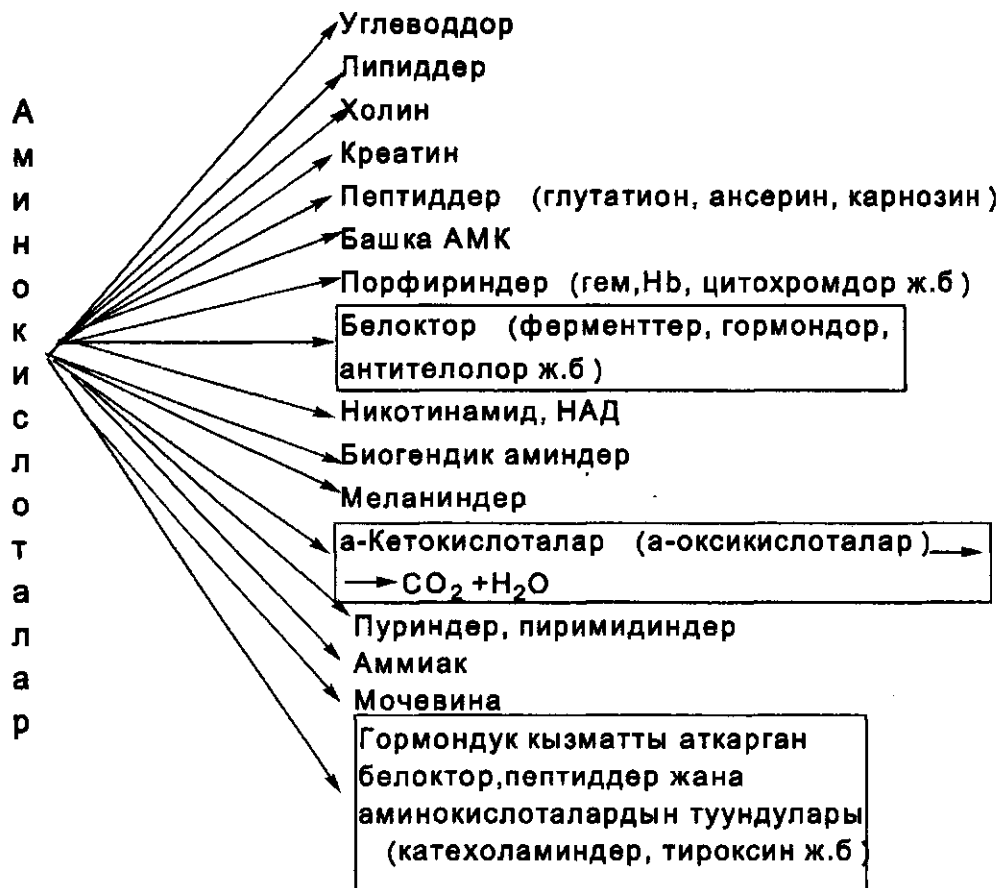 Аминокислоталар
Углеводдор
Липиддер
Холин
Креатин
Пептиддер (глутатион, ансерин, карнозин)
Башка АМК
Порфириндер (гем,Hb, цитохромдор ж.б)
Белоктор (ферменттер, гормондор,
антителолор ж.б)
Никотинамид, НАД
Биогендик аминдер
Меланиндер
а-Кетокислоталар (а-оксикислоталар) →
→ CO₂ +H₂O
Пуриндер, пиримидиндер
Аммиак
Мочевина
Гормондук кызматты аткарган
белоктор,пептиддер жана
аминокислоталардын туундулары
(катехоламиндер, тироксин ж.б)